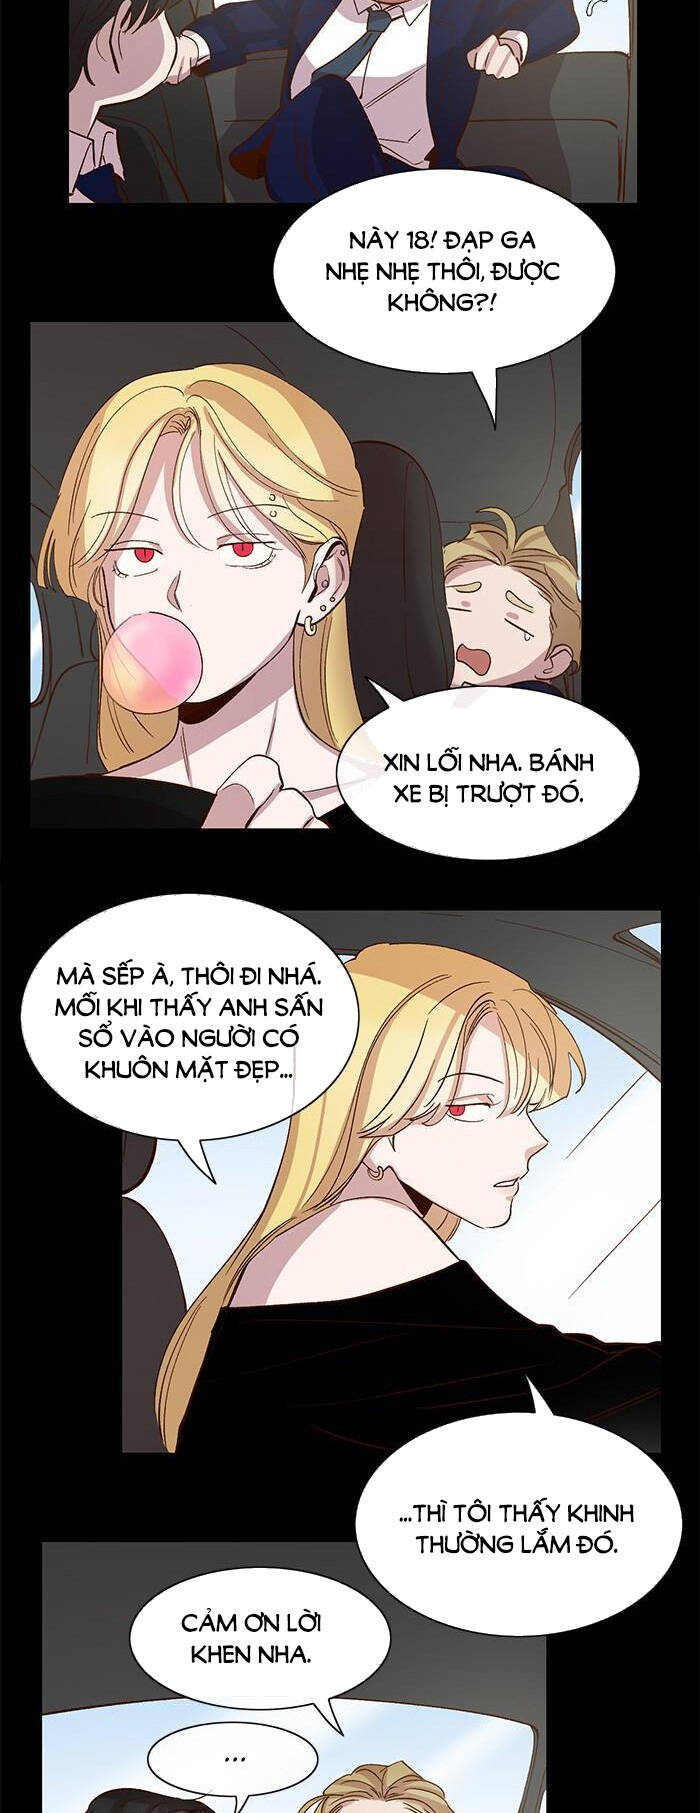 NÀY 18! ĐẠP GA
NHẸ NHẸ THÔI, ĐƯỢC
KHÔNG?!
XIN LỖI NHA. BÁNH
XE BỊ TRƯỢT ĐÓ.
MÀ SẾP À, THÔI ĐI NHÁ.
MỖI KHI THẤY ANH SẤN
SỔ VÀO NGƯỜI CÓ
KHUÔN MẶT ĐẸP...
...THÌ TÔI THẤY KHINH
THƯỜNG LẮM ĐÓ.
CẢM ƠN LỜI
KHEN NHA.
...